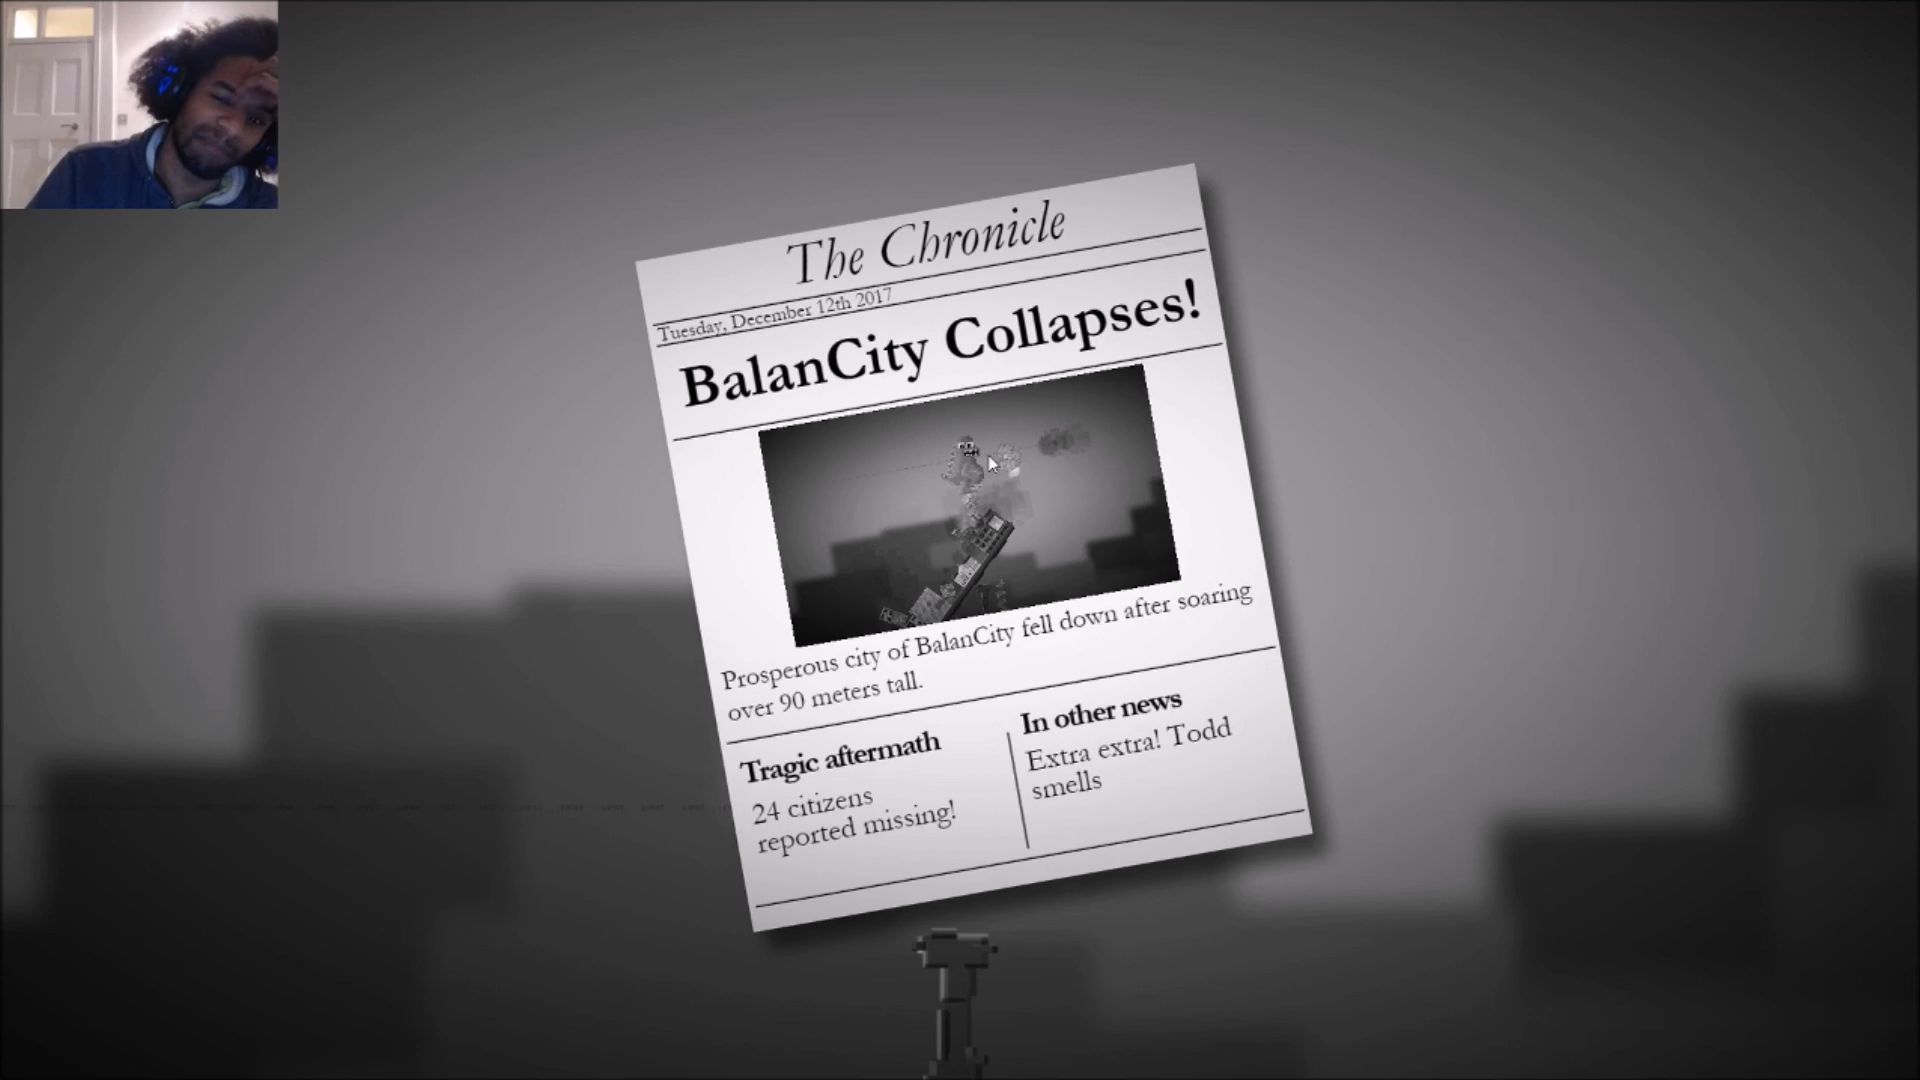 The Chronicle
Tuesday, December 12th 2017
BalanCity Collapses!
Prosperous city of BalanCity fell down after soaring
over 90 meters tall.
Tragic aftermath
24 citizens
reported missing!
In other news
Extra extra! Todd
smells